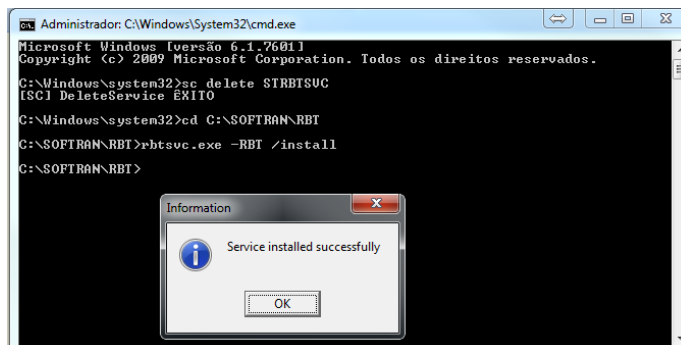 Administrador: C:\Windows\System32\cmd.exe
Microsoft Windows [versão 6.1.7601]
Copyright (c) 2009 Microsoft Corporation. Todos os direitos reservados.
C:\Windows\system32>sc delete STRBTSVC
[SC] DeleteService ÊXITO
C:\Windows\system32>cd C:\SOFTRAN\RBT
C:\SOFTRAN\RBT>rbtsvc.exe -RBT /install
C:\SOFTRAN\RBT>
Information
Service installed successfully
OK